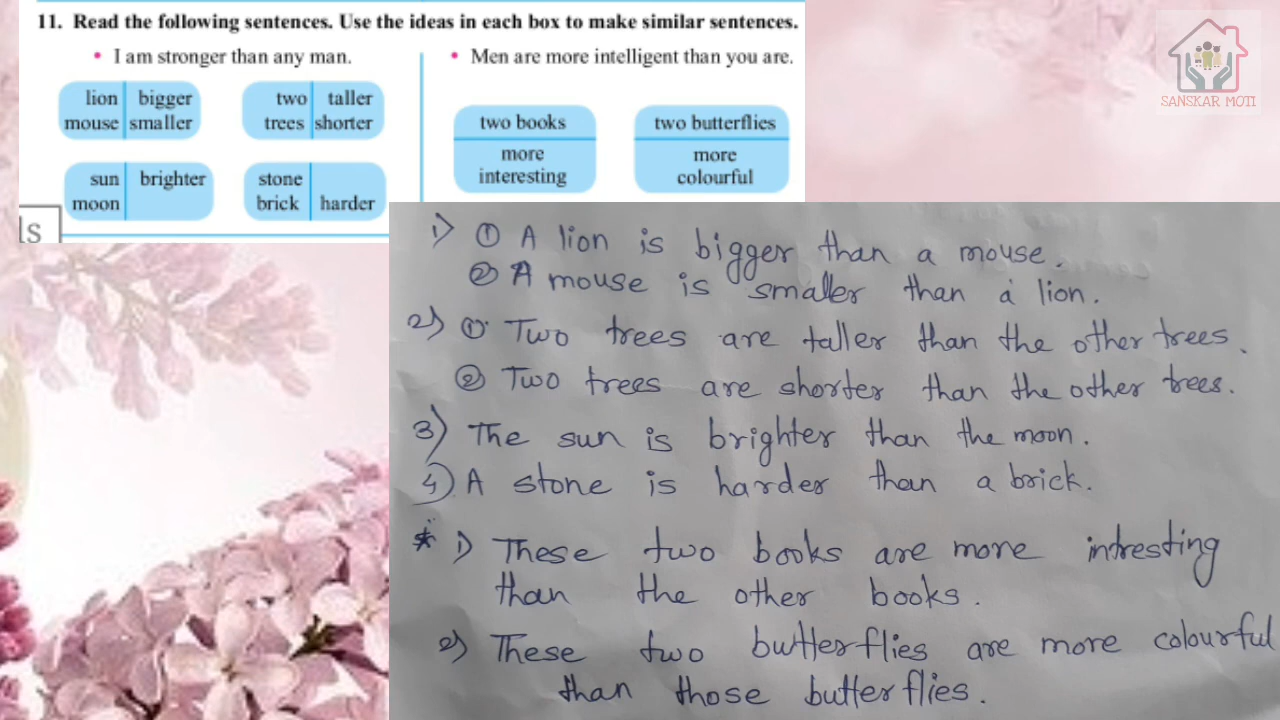 11. Read the following sentences. Use the ideas in each box to make similar sentences.
• I am stronger than any man.
lion bigger
mouse smaller
two taller
trees shorter
sun brighter
moon
stone
brick harder
• Men are more intelligent than you are.
two books
more
interesting
two butterflies
more
colourful
ls
SANSKAR MOTI
1) ① A lion is bigger than a mouse.
② A mouse is smaller than a lion.
2) ① Two trees are taller than the other trees.
② Two trees are shorter than the other trees.
3) The sun is brighter than the moon.
4) A stone is harder than a brick.
* 1) These two books are more intresting
than the other books.
2) These two butterflies are more colourful
than those butterflies.